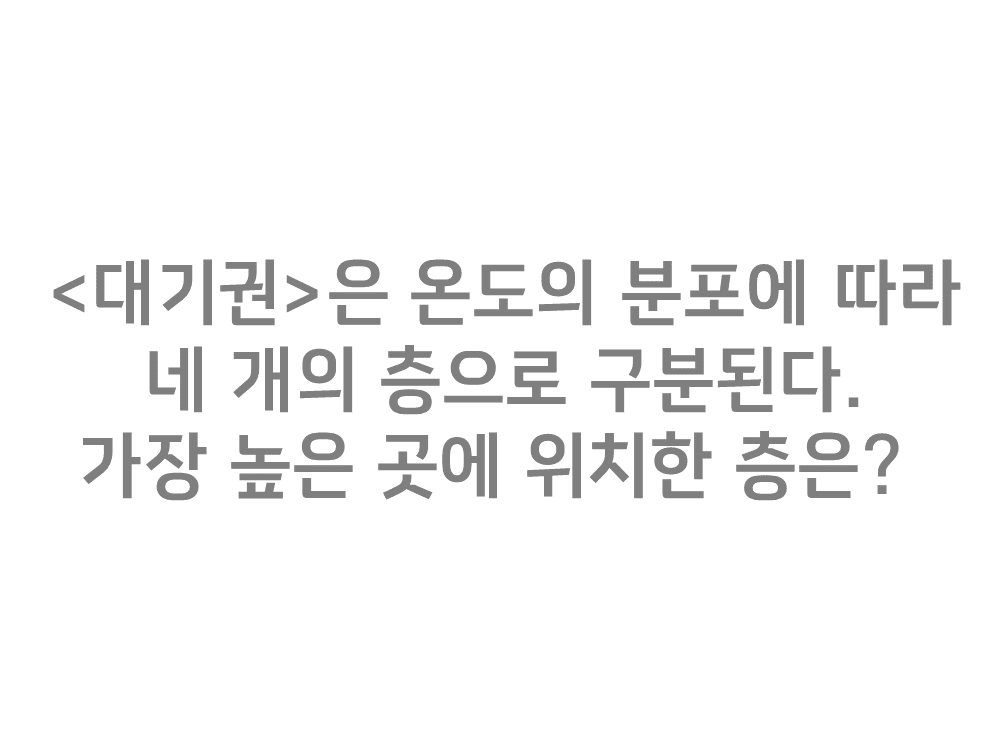 <대기권>은 온도의 분포에 따라
네 개의 층으로 구분된다.
가장 높은 곳에 위치한 층은?